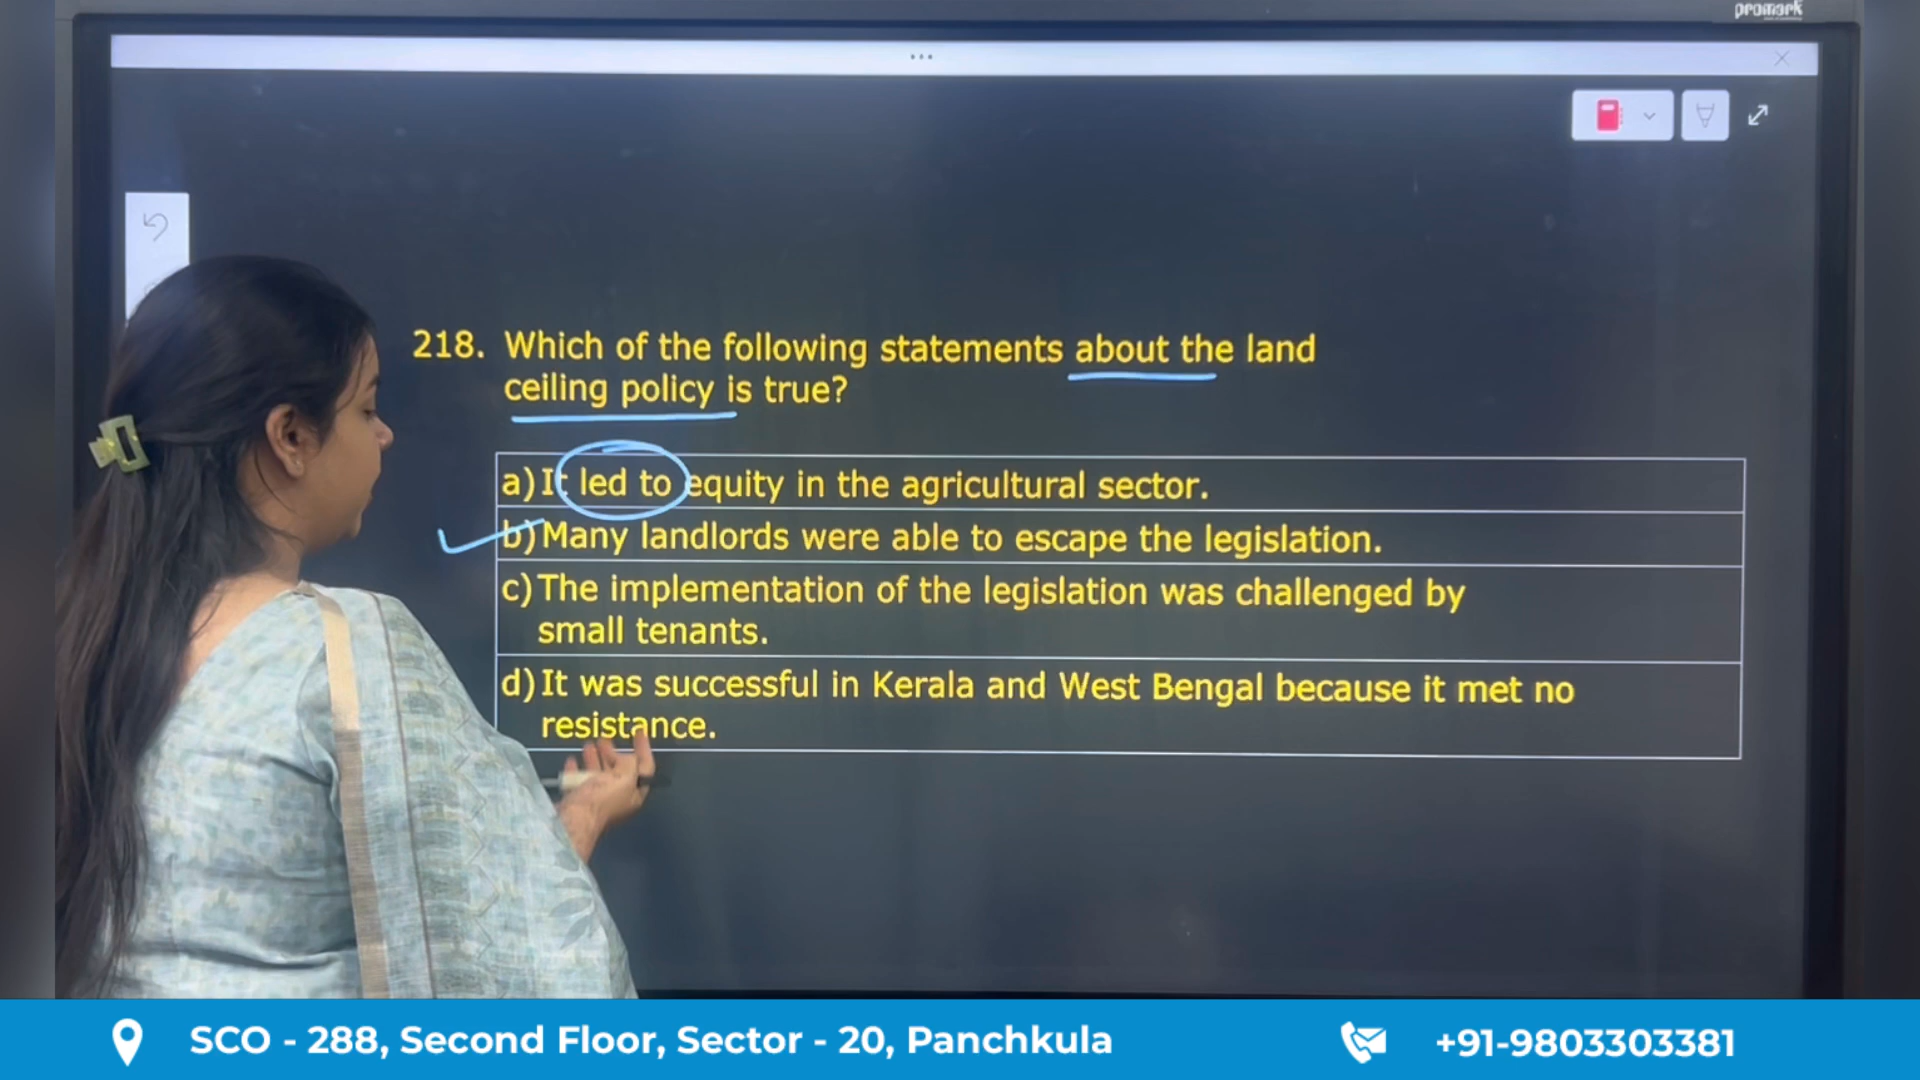 promark
218. Which of the following statements about the land
ceiling policy is true?
a) It led to equity in the agricultural sector.
b) Many landlords were able to escape the legislation.
c) The implementation of the legislation was challenged by
small tenants.
d) It was successful in Kerala and West Bengal because it met no
resistance.
SCO - 288, Second Floor, Sector - 20, Panchkula
+91-9803303381